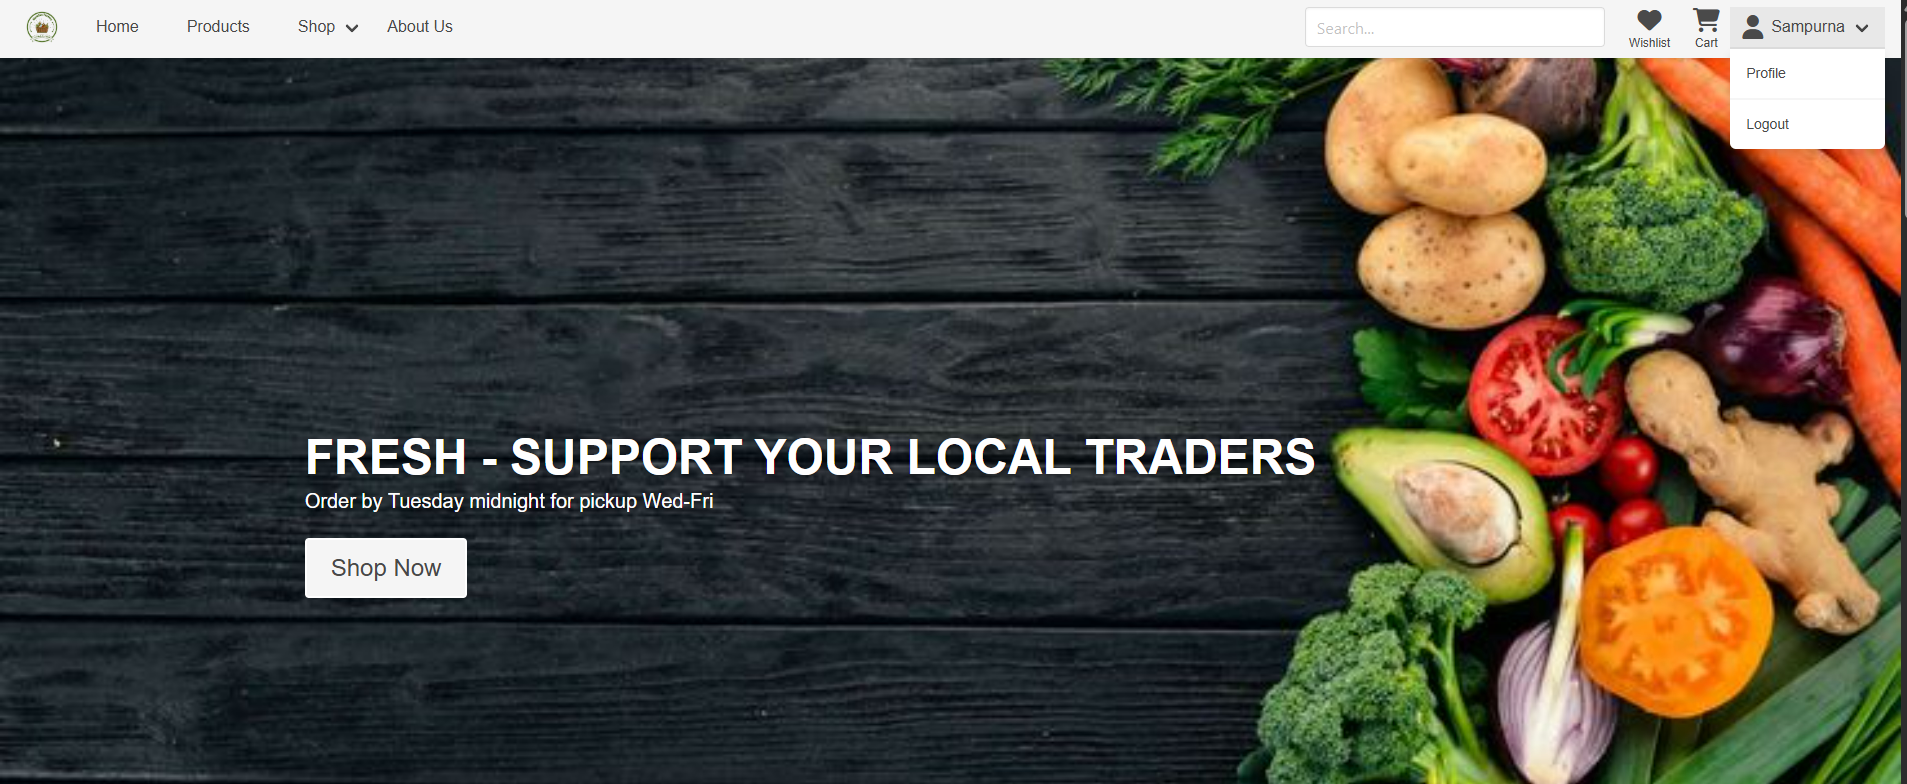 Home
Products
Shop
About Us
Search...
Wishlist
Cart
Sampurna
Profile
Logout
FRESH - SUPPORT YOUR LOCAL TRADERS
Order by Tuesday midnight for pickup Wed-Fri
Shop Now